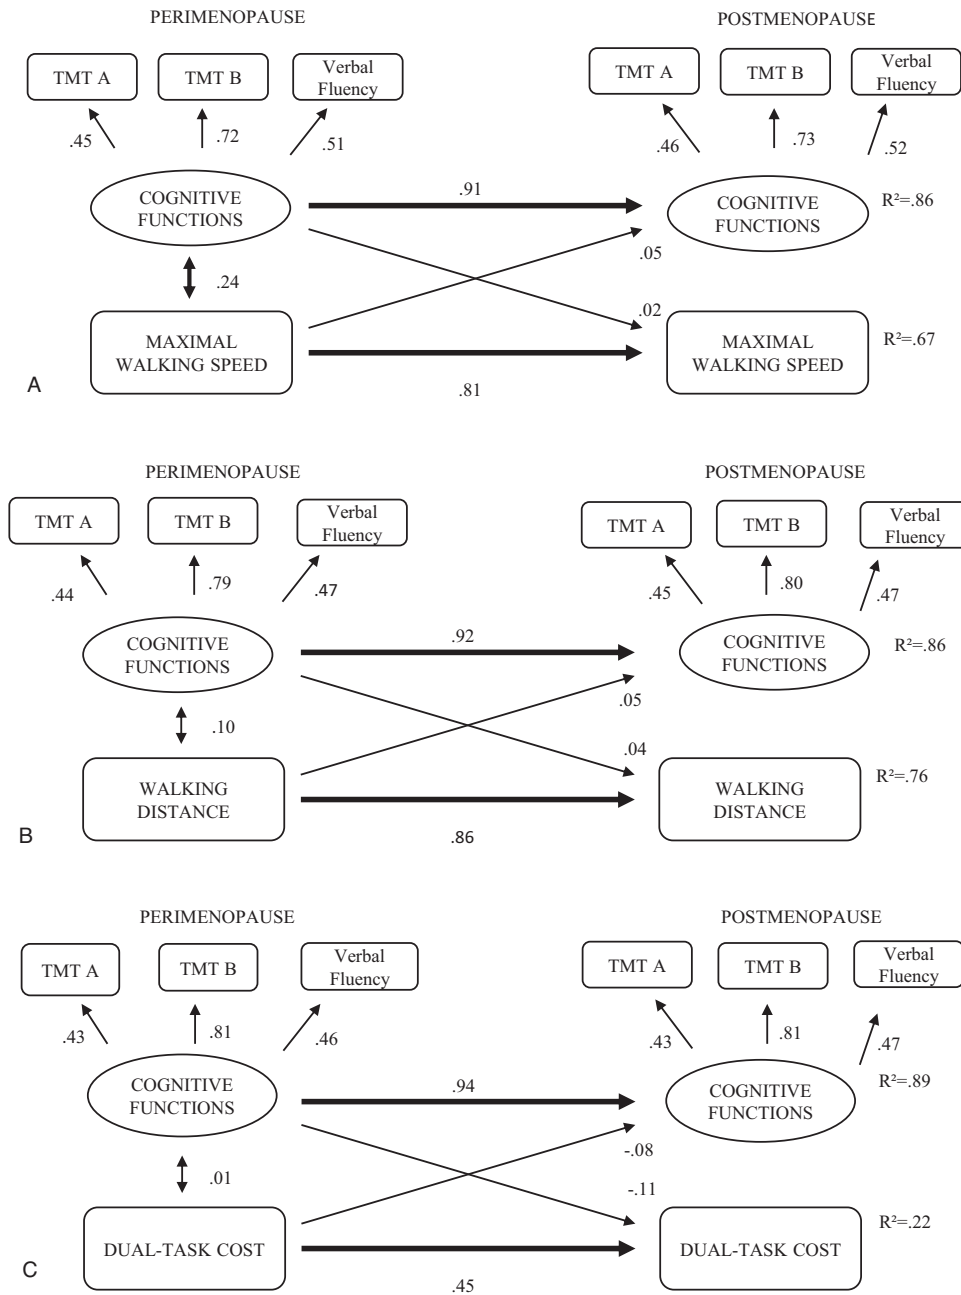 PERIMENOPAUSE
POSTMENOPAUSE
TMT A
TMT B
Verbal
Fluency
TMT A
TMT B
Verbal
Fluency
.45
.72
.51
.46
.73
.52
COGNITIVE
FUNCTIONS
.91
COGNITIVE
FUNCTIONS
R²=.86
.24
.05
.02
MAXIMAL
WALKING SPEED
MAXIMAL
WALKING SPEED
R²=.67
.81
A
PERIMENOPAUSE
POSTMENOPAUSE
TMT A
TMT B
Verbal
Fluency
TMT A
TMT B
Verbal
Fluency
.44
.79
.47
.45
.80
.47
COGNITIVE
FUNCTIONS
.92
COGNITIVE
FUNCTIONS
R²=.86
.10
.05
.04
WALKING
DISTANCE
WALKING
DISTANCE
R²=.76
.86
B
PERIMENOPAUSE
POSTMENOPAUSE
TMT A
TMT B
Verbal
Fluency
TMT A
TMT B
Verbal
Fluency
.43
.81
.46
.43
.81
.47
COGNITIVE
FUNCTIONS
.94
COGNITIVE
FUNCTIONS
R²=.89
.01
-.08
-.11
DUAL-TASK COST
DUAL-TASK COST
R²=.22
.45
C